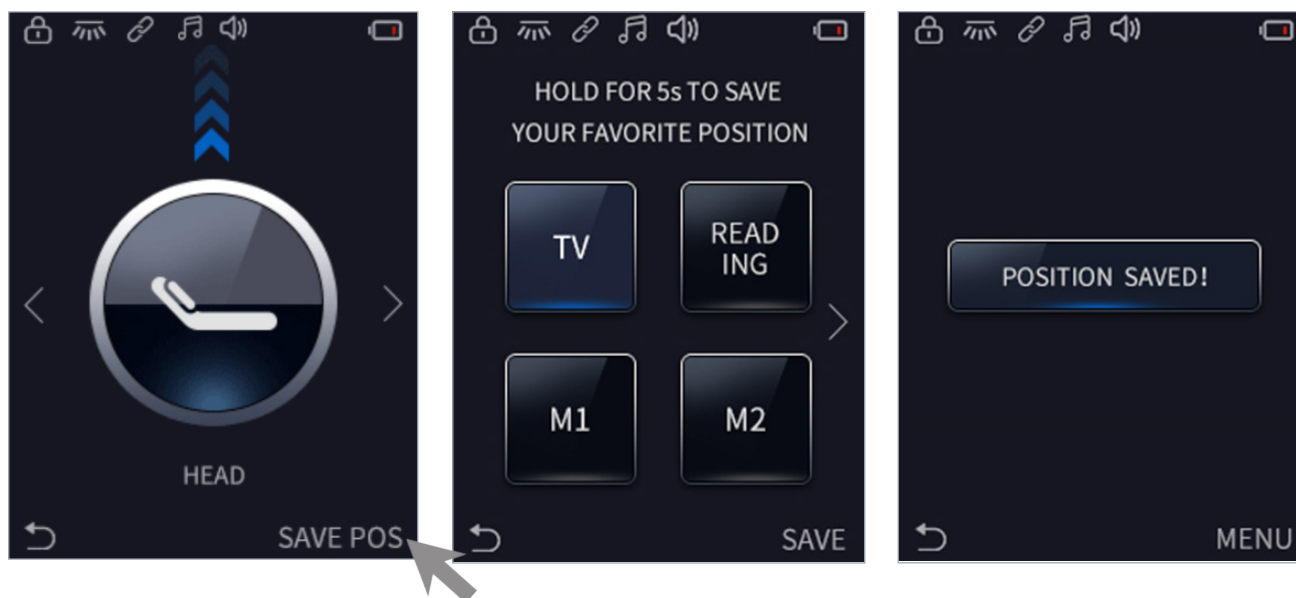 HEAD
SAVE POS
HOLD FOR 5s TO SAVE
YOUR FAVORITE POSITION
TV
READ
ING
M1
M2
SAVE
POSITION SAVED!
MENU